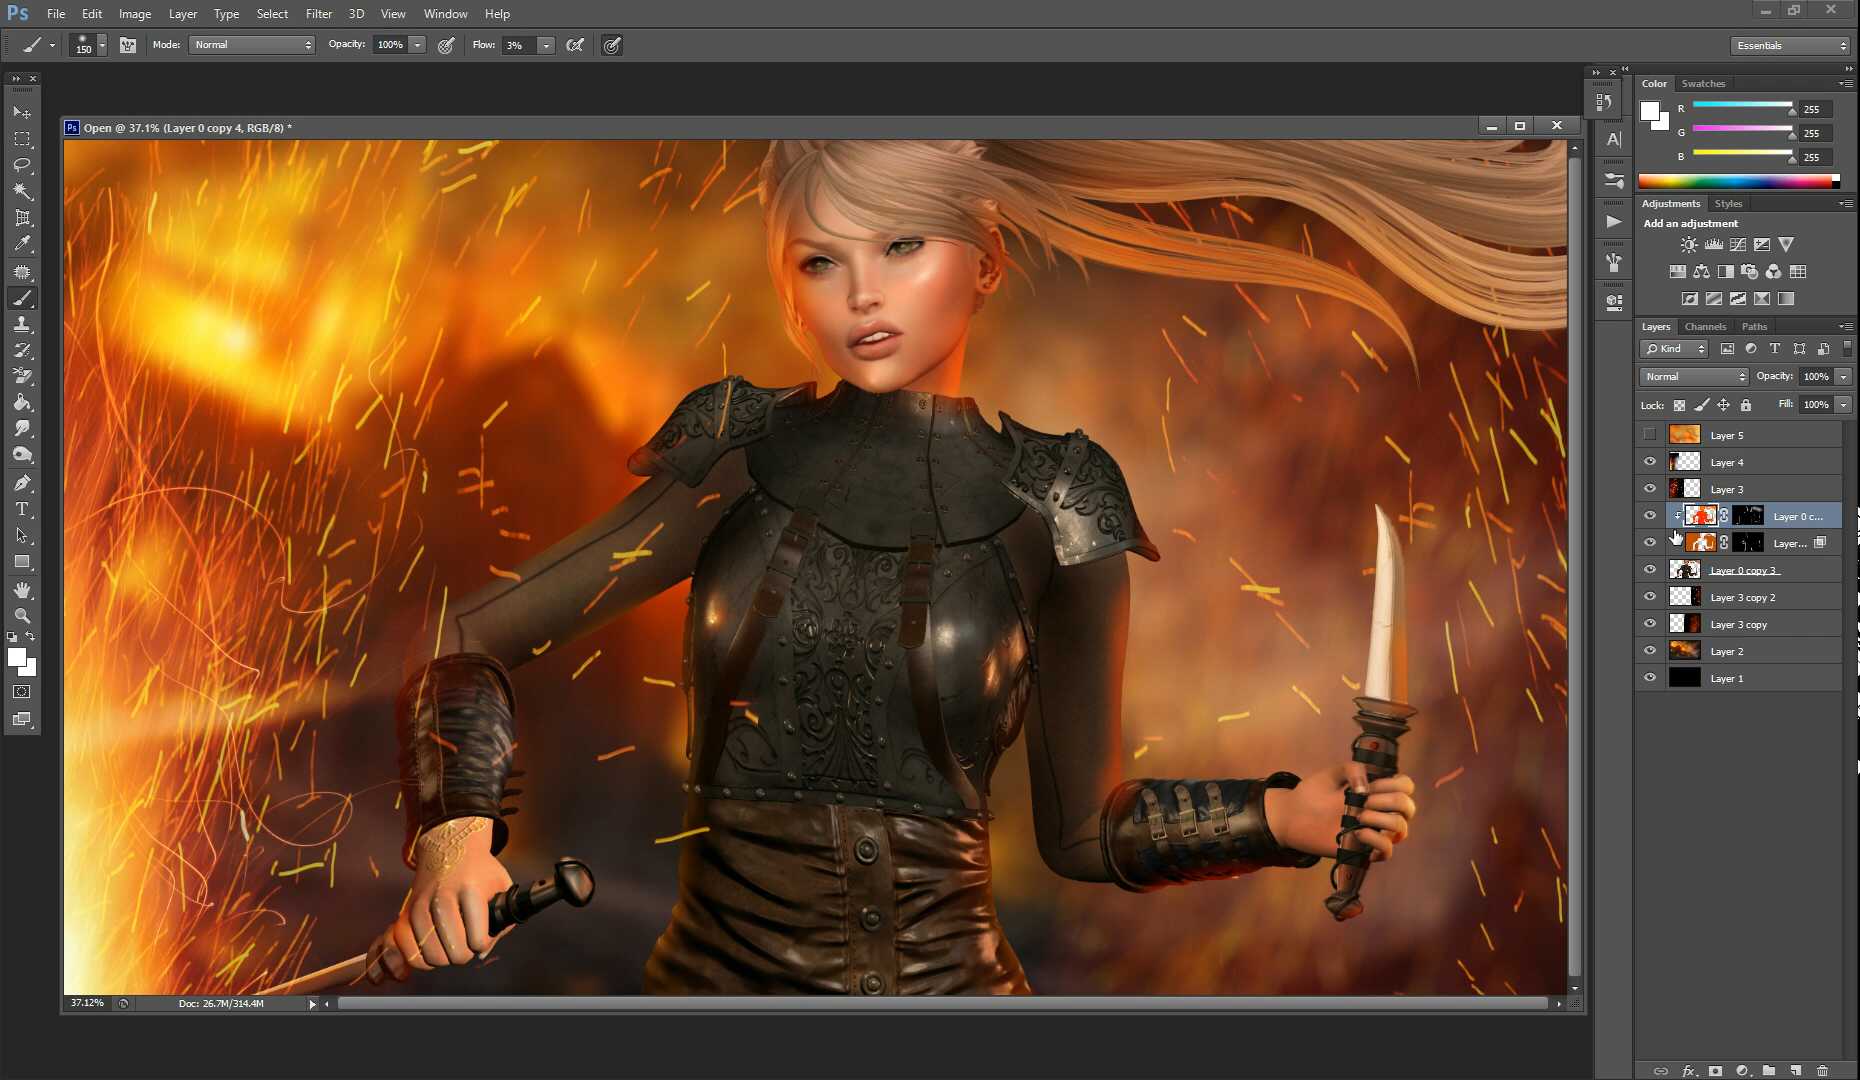 Ps File Edit Image Layer Type Select Filter 3D View Window Help
150 Mode: Normal Opacity: 100% Flow: 3% Essentials
Color Swatches
R 255
G 255
B 255
Ps Open @ 37.1% (Layer 0 copy 4, RGB/8) *
A
Adjustments Styles
Add an adjustment
Layers Channels Paths
Kind T
Normal Opacity: 100%
Lock: Fill: 100%
Layer 5
Layer 4
Layer 3
Layer 0 c...
Layer...
Layer 0 copy 3
Layer 3 copy 2
Layer 3 copy
Layer 2
Layer 1
T
37.12% Doc: 26.7M/314.4M
fx